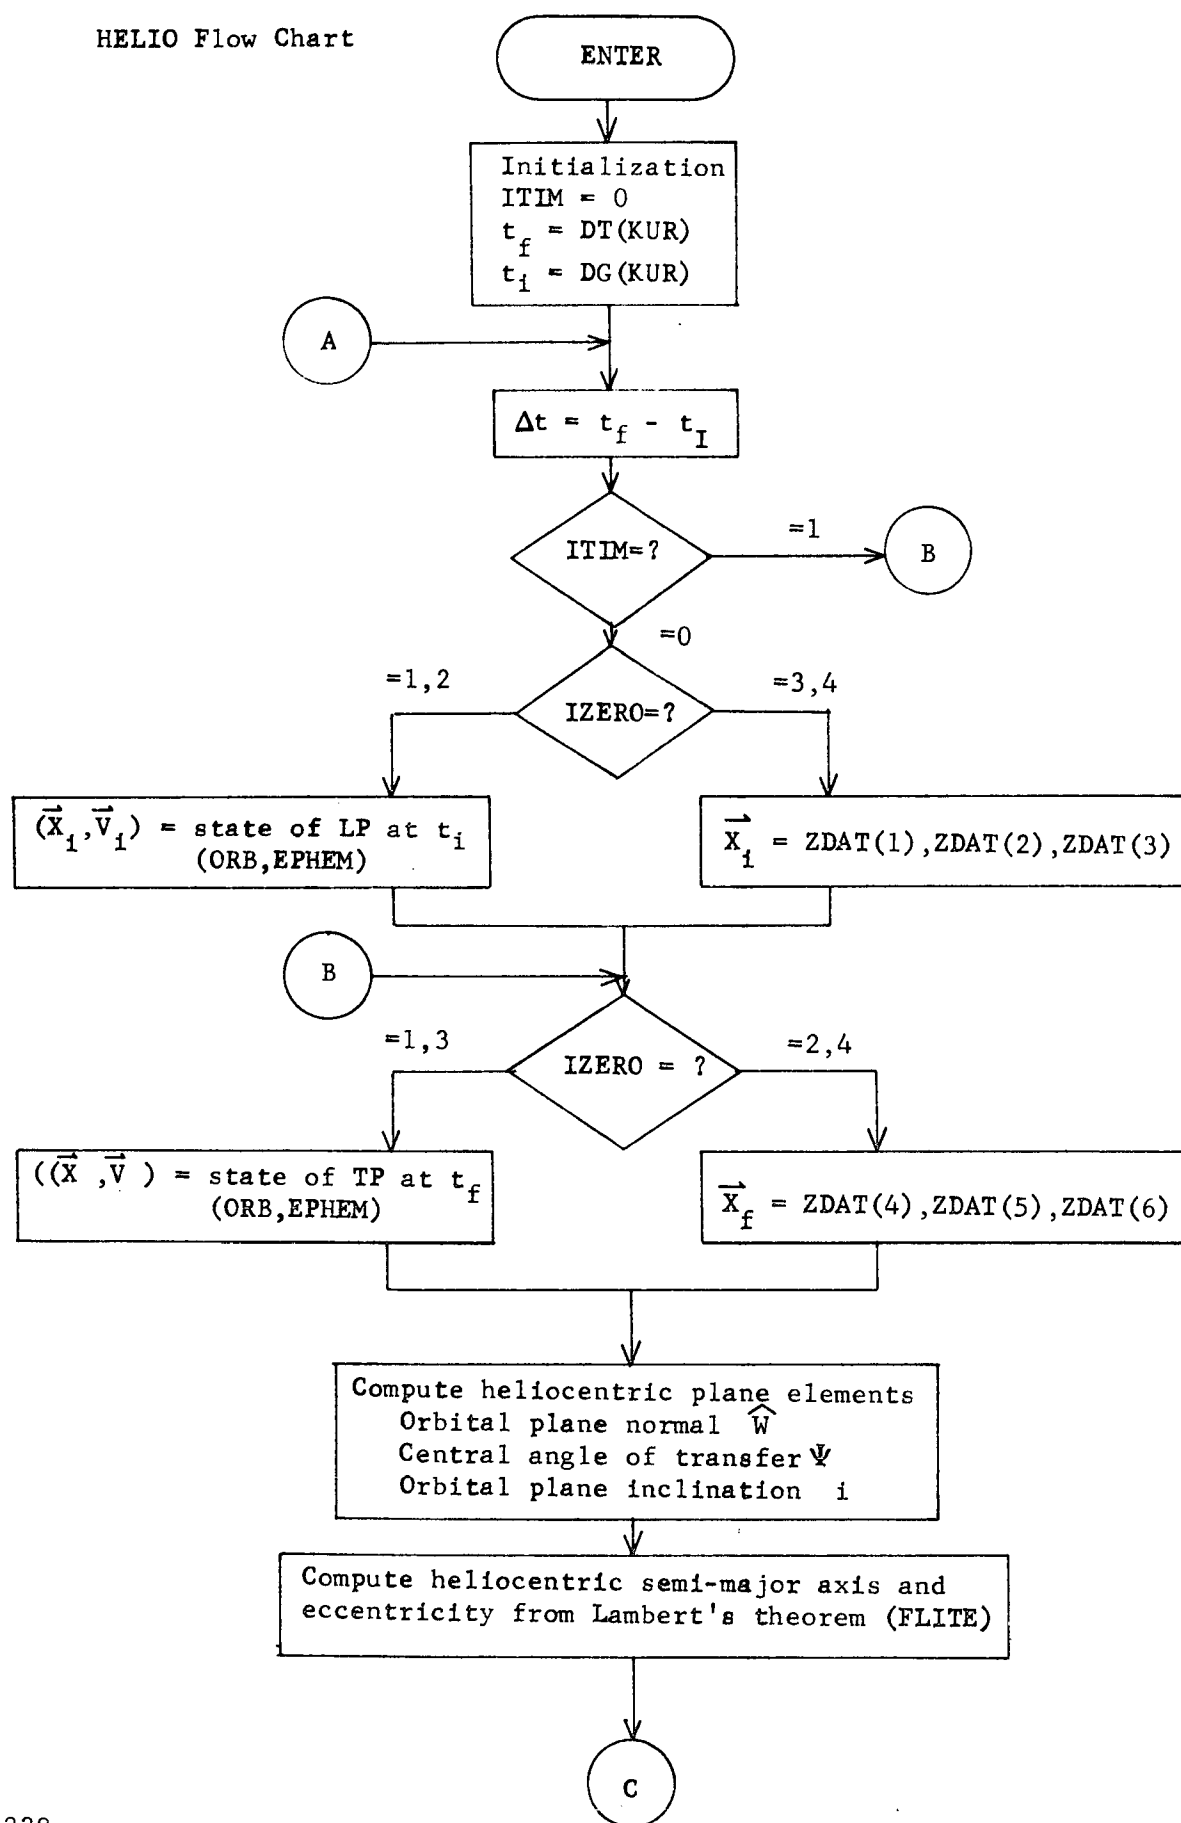 HELIO Flow Chart
ENTER
Initialization
ITIM = 0
t_f = DT(KUR)
t_i = DG(KUR)
A
Δt = t_f - t_I
ITIM=?
=1
B
=0
IZERO=?
=1,2
=3,4
(X⃗_i,V⃗_i) = state of LP at t_i
(ORB,EPHEM)
X⃗_i = ZDAT(1),ZDAT(2),ZDAT(3)
B
IZERO = ?
=1,3
=2,4
((X⃗ ,V⃗ ) = state of TP at t_f
(ORB,EPHEM)
X⃗_f = ZDAT(4),ZDAT(5),ZDAT(6)
Compute heliocentric plane elements
Orbital plane normal Ŵ
Central angle of transfer Ψ
Orbital plane inclination i
Compute heliocentric semi-major axis and
eccentricity from Lambert's theorem (FLITE)
C